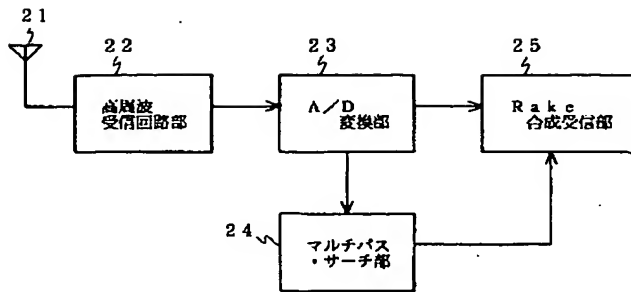 21
22
23
25
高周波
受信回路部
A／D
変換部
Rake
合成受信部
24
マルチパス
・サーチ部